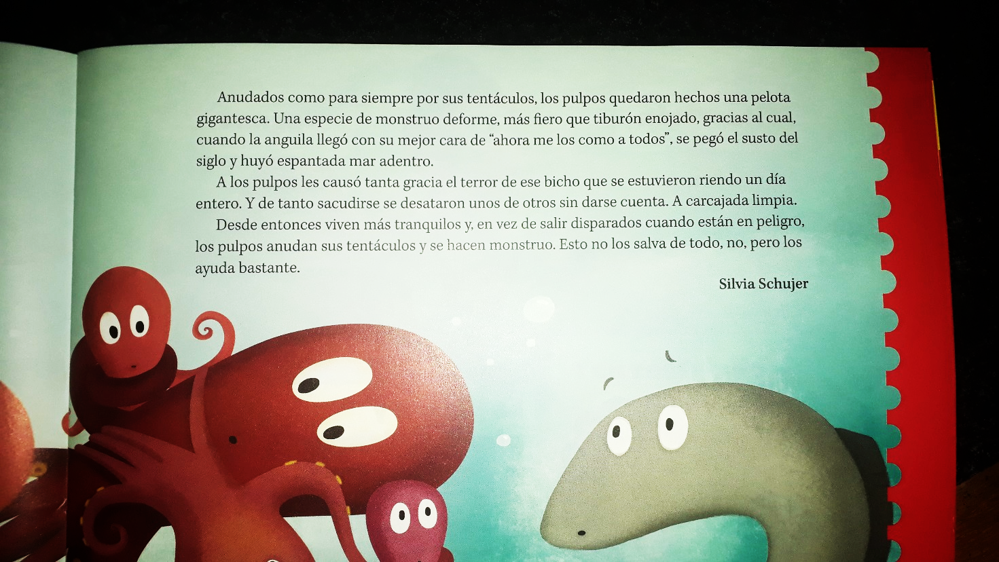 Anudados como para siempre por sus tentáculos, los pulpos quedaron hechos una pelota
gigantesca. Una especie de monstruo deforme, más fiero que tiburón enojado, gracias al cual,
cuando la anguila llegó con su mejor cara de “ahora me los como a todos”, se pegó el susto del
siglo y huyó espantada mar adentro.
A los pulpos les causó tanta gracia el terror de ese bicho que se estuvieron riendo un día
entero. Y de tanto sacudirse se desataron unos de otros sin darse cuenta. A carcajada limpia.
Desde entonces viven más tranquilos y, en vez de salir disparados cuando están en peligro,
los pulpos anudan sus tentáculos y se hacen monstruo. Esto no los salva de todo, no, pero los
ayuda bastante.
Silvia Schujer